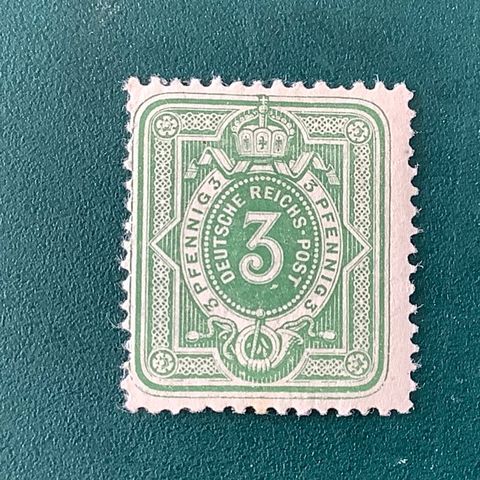 3 PFENNIG 3
3 PFENNIG 3
DEUTSCHE REICHS-POST
3